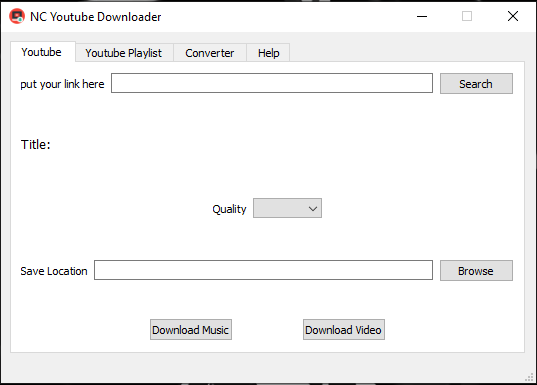 NC Youtube Downloader
Youtube Youtube Playlist Converter Help
put your link here Search
Title:
Quality
Save Location Browse
Download Music Download Video